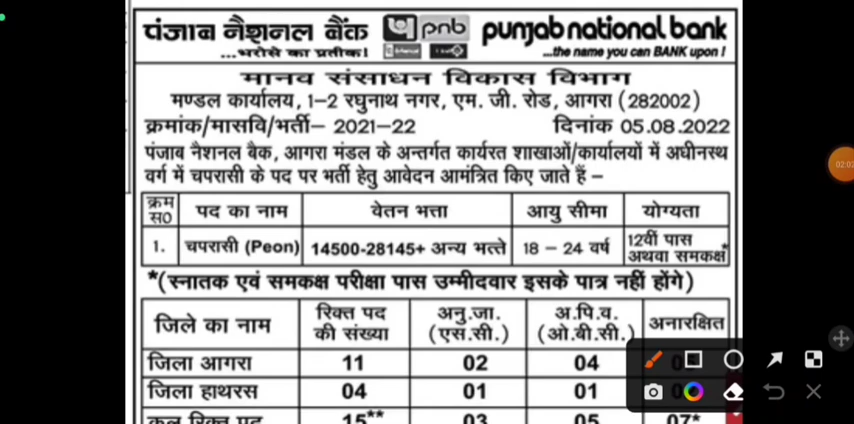 पंजाब नैशनल बैंक pnb punjab national bank
...भरोसे का प्रतीक! ...the name you can BANK upon!
मानव संसाधन विकास विभाग
मण्डल कार्यालय, 1–2 रघुनाथ नगर, एम. जी. रोड, आगरा (282002)
क्रमांक/मासवि/भर्ती– 2021–22 दिनांक 05.08.2022
पंजाब नैशनल बैक, आगरा मंडल के अन्तर्गत कार्यरत शाखाओं/कार्यालयों में अधीनस्थ
वर्ग में चपरासी के पद पर भर्ती हेतु आवेदन आमंत्रित किए जाते हैं –
क्रम स0 पद का नाम वेतन भत्ता आयु सीमा योग्यता
1. चपरासी (Peon) 14500-28145+ अन्य भत्ते 18 – 24 वर्ष 12वीं पास अथवा समकक्ष*
*(स्नातक एवं समकक्ष परीक्षा पास उम्मीदवार इसके पात्र नहीं होंगे)
जिले का नाम रिक्त पद की संख्या अनु.जा. (एस.सी.) अ.पि.व. (ओ.बी.सी.) अनारक्षित
जिला आगरा 11 02 04
जिला हाथरस 04 01 01
कुल रिक्त पद 15** 03 05 07*
02:02